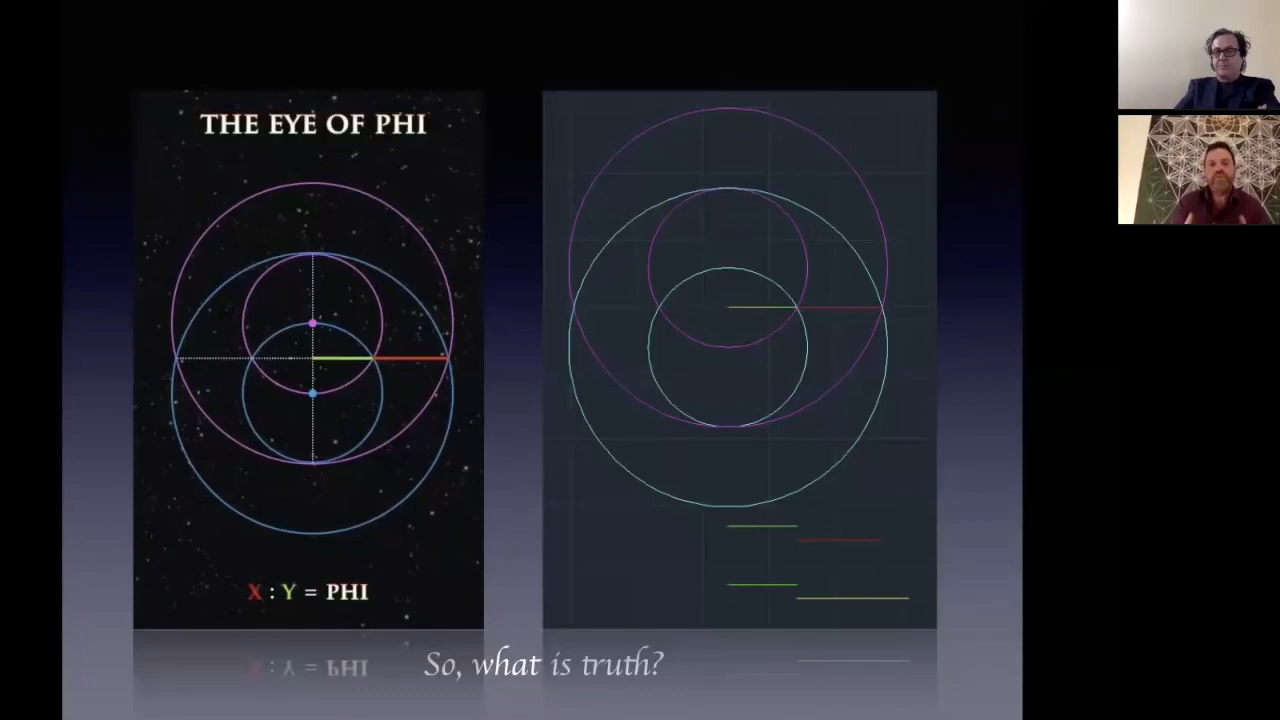 THE EYE OF PHI
X : Y = PHI
So, what is truth?